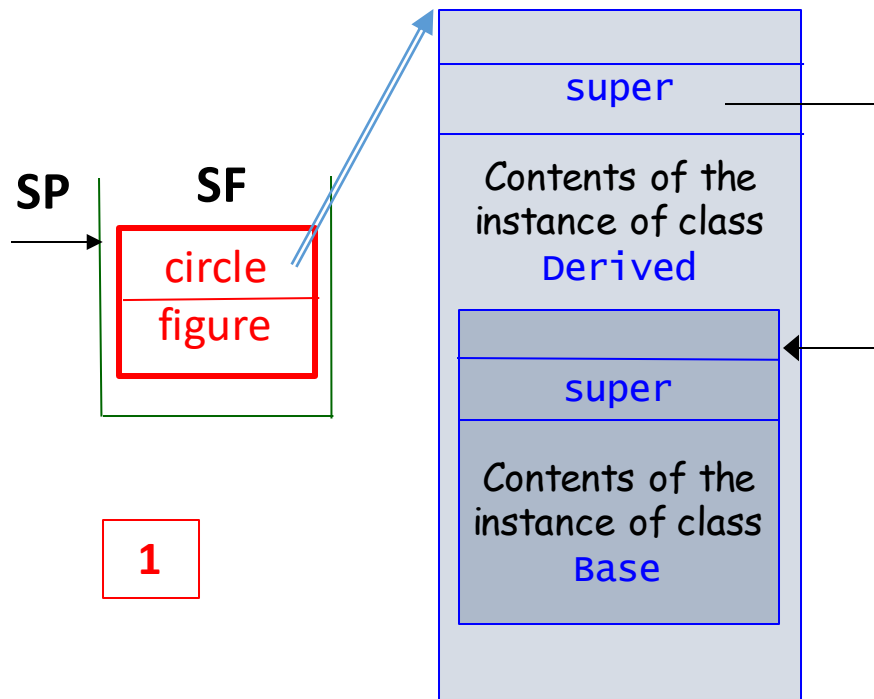 SP
SF
circle
figure
1
super
Contents of the
instance of class
Derived
super
Contents of the
instance of class
Base